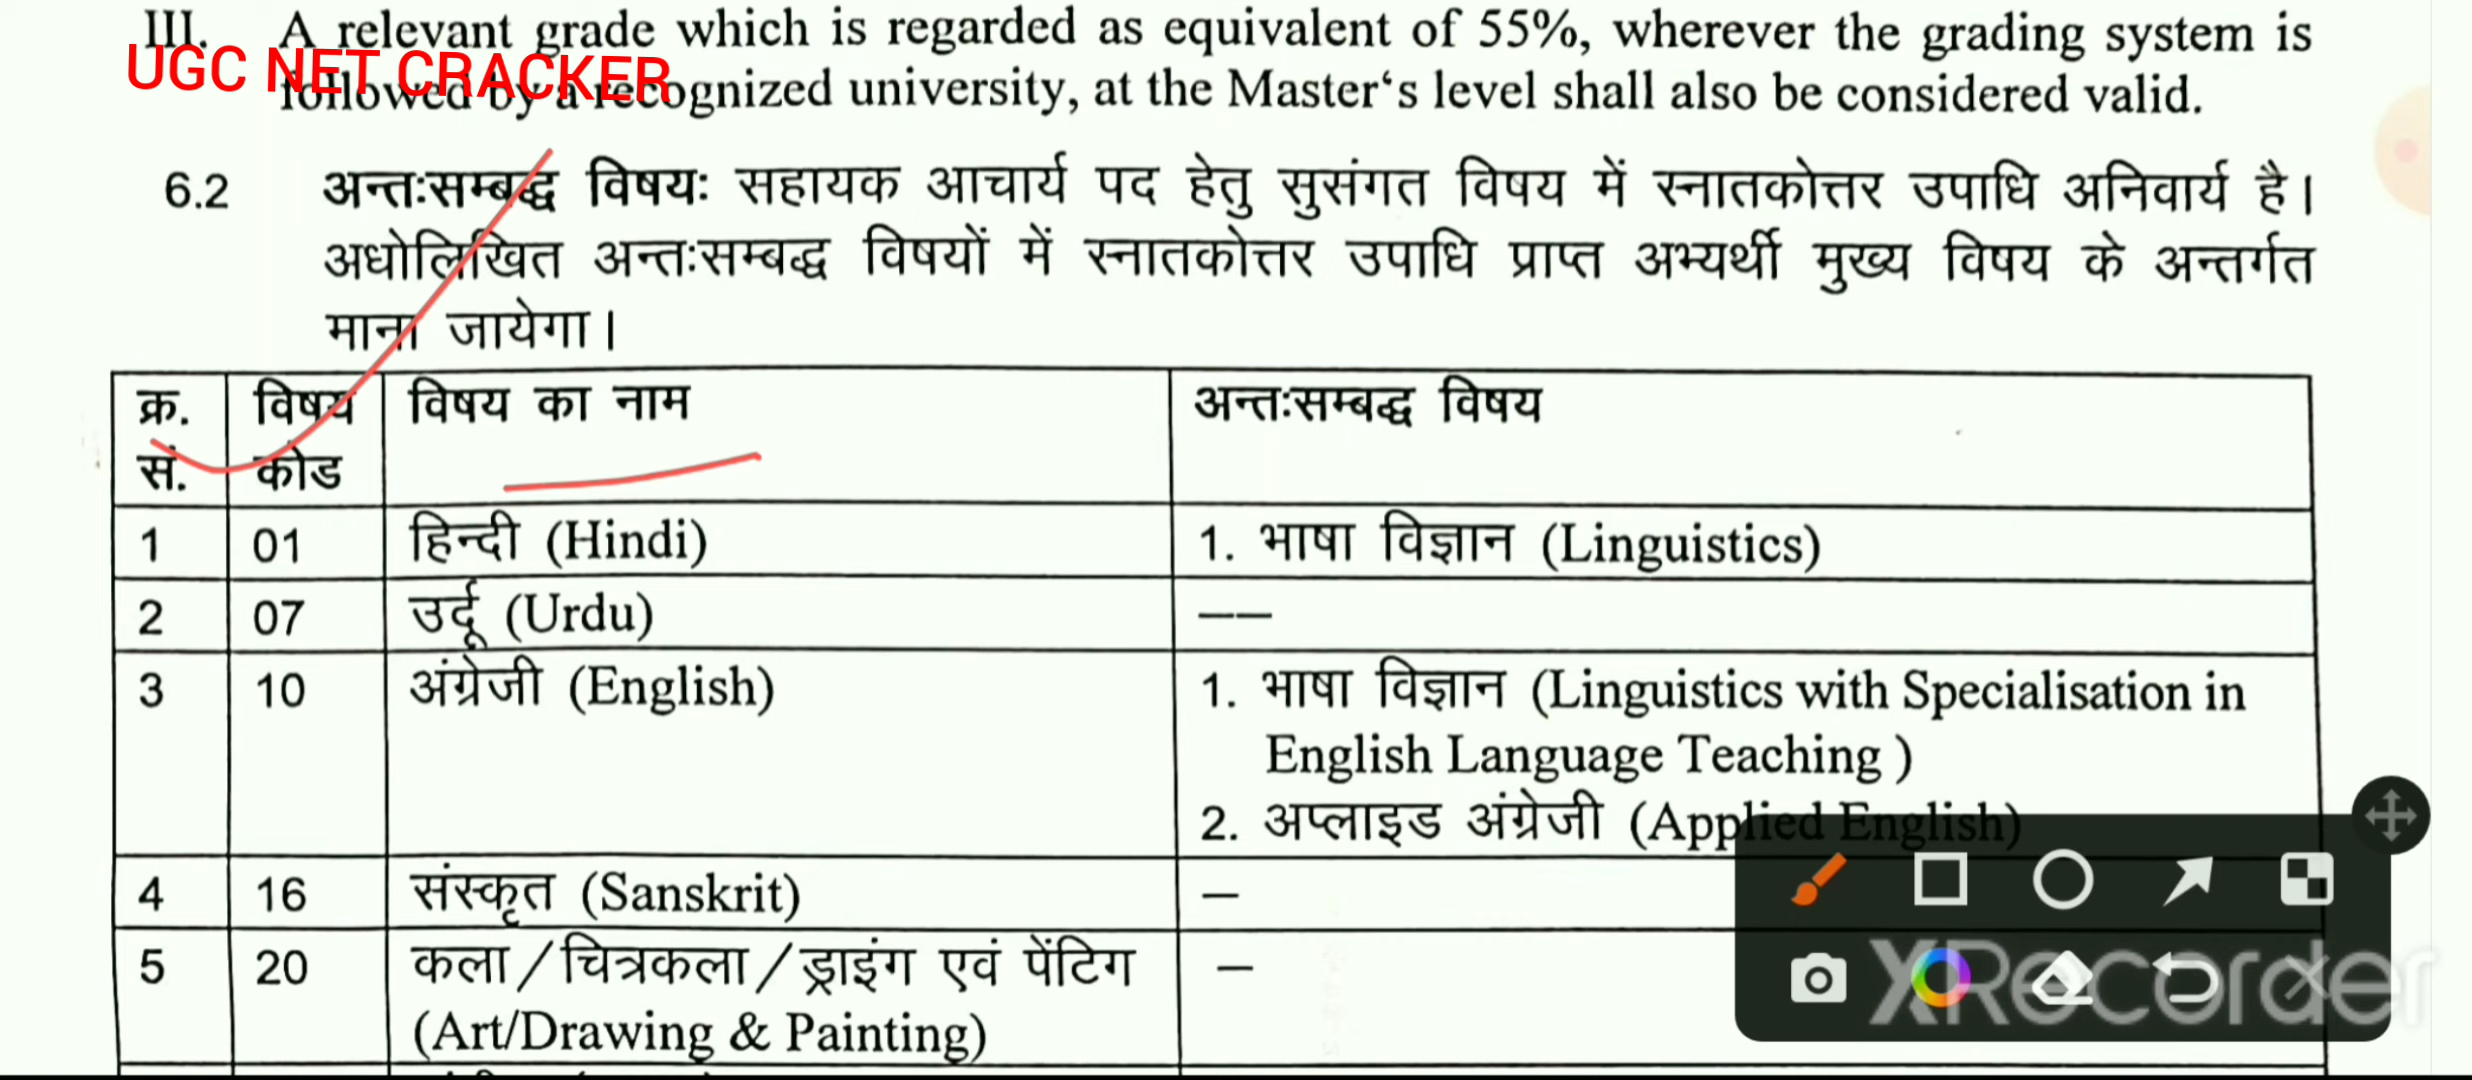 III. A relevant grade which is regarded as equivalent of 55%, wherever the grading system is
UGC NET CRACKER
followed by a recognized university, at the Master‘s level shall also be considered valid.
6.2 अन्तःसम्बद्ध विषयः सहायक आचार्य पद हेतु सुसंगत विषय में स्नातकोत्तर उपाधि अनिवार्य है।
अधोलिखित अन्तःसम्बद्ध विषयों में स्नातकोत्तर उपाधि प्राप्त अभ्यर्थी मुख्य विषय के अन्तर्गत
माना जायेगा।
क्र. सं. विषय कोड विषय का नाम अन्तःसम्बद्ध विषय
1 01 हिन्दी (Hindi) 1. भाषा विज्ञान (Linguistics)
2 07 उर्दू (Urdu) ——
3 10 अंग्रेजी (English) 1. भाषा विज्ञान (Linguistics with Specialisation in
English Language Teaching )
2. अप्लाइड अंग्रेजी (Applied English)
4 16 संस्कृत (Sanskrit) —
5 20 कला/चित्रकला/ड्राइंग एवं पेंटिग —
(Art/Drawing & Painting)
XRecorder